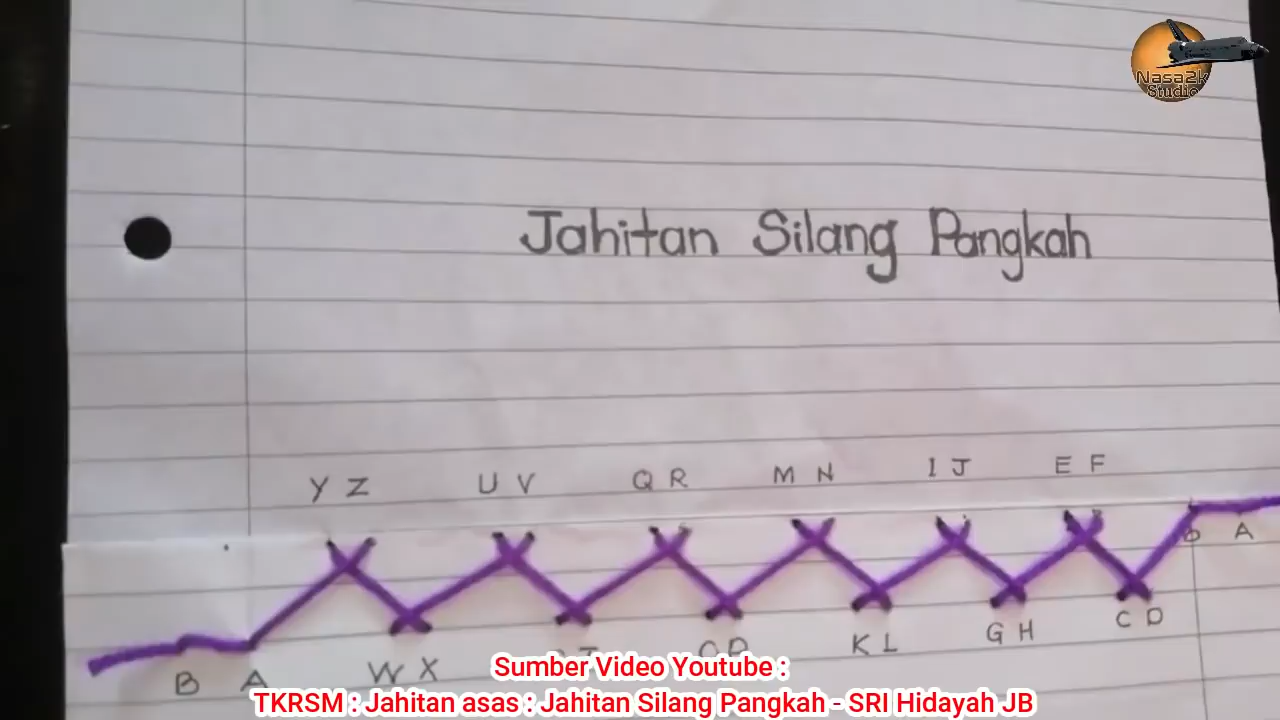 Nasa2k
Studio
Jahitan Silang Pangkah
Y Z U V Q R M N I J E F
A
B A W X K L G H C D
Sumber Video Youtube :
TKRSM : Jahitan asas : Jahitan Silang Pangkah - SRI Hidayah JB